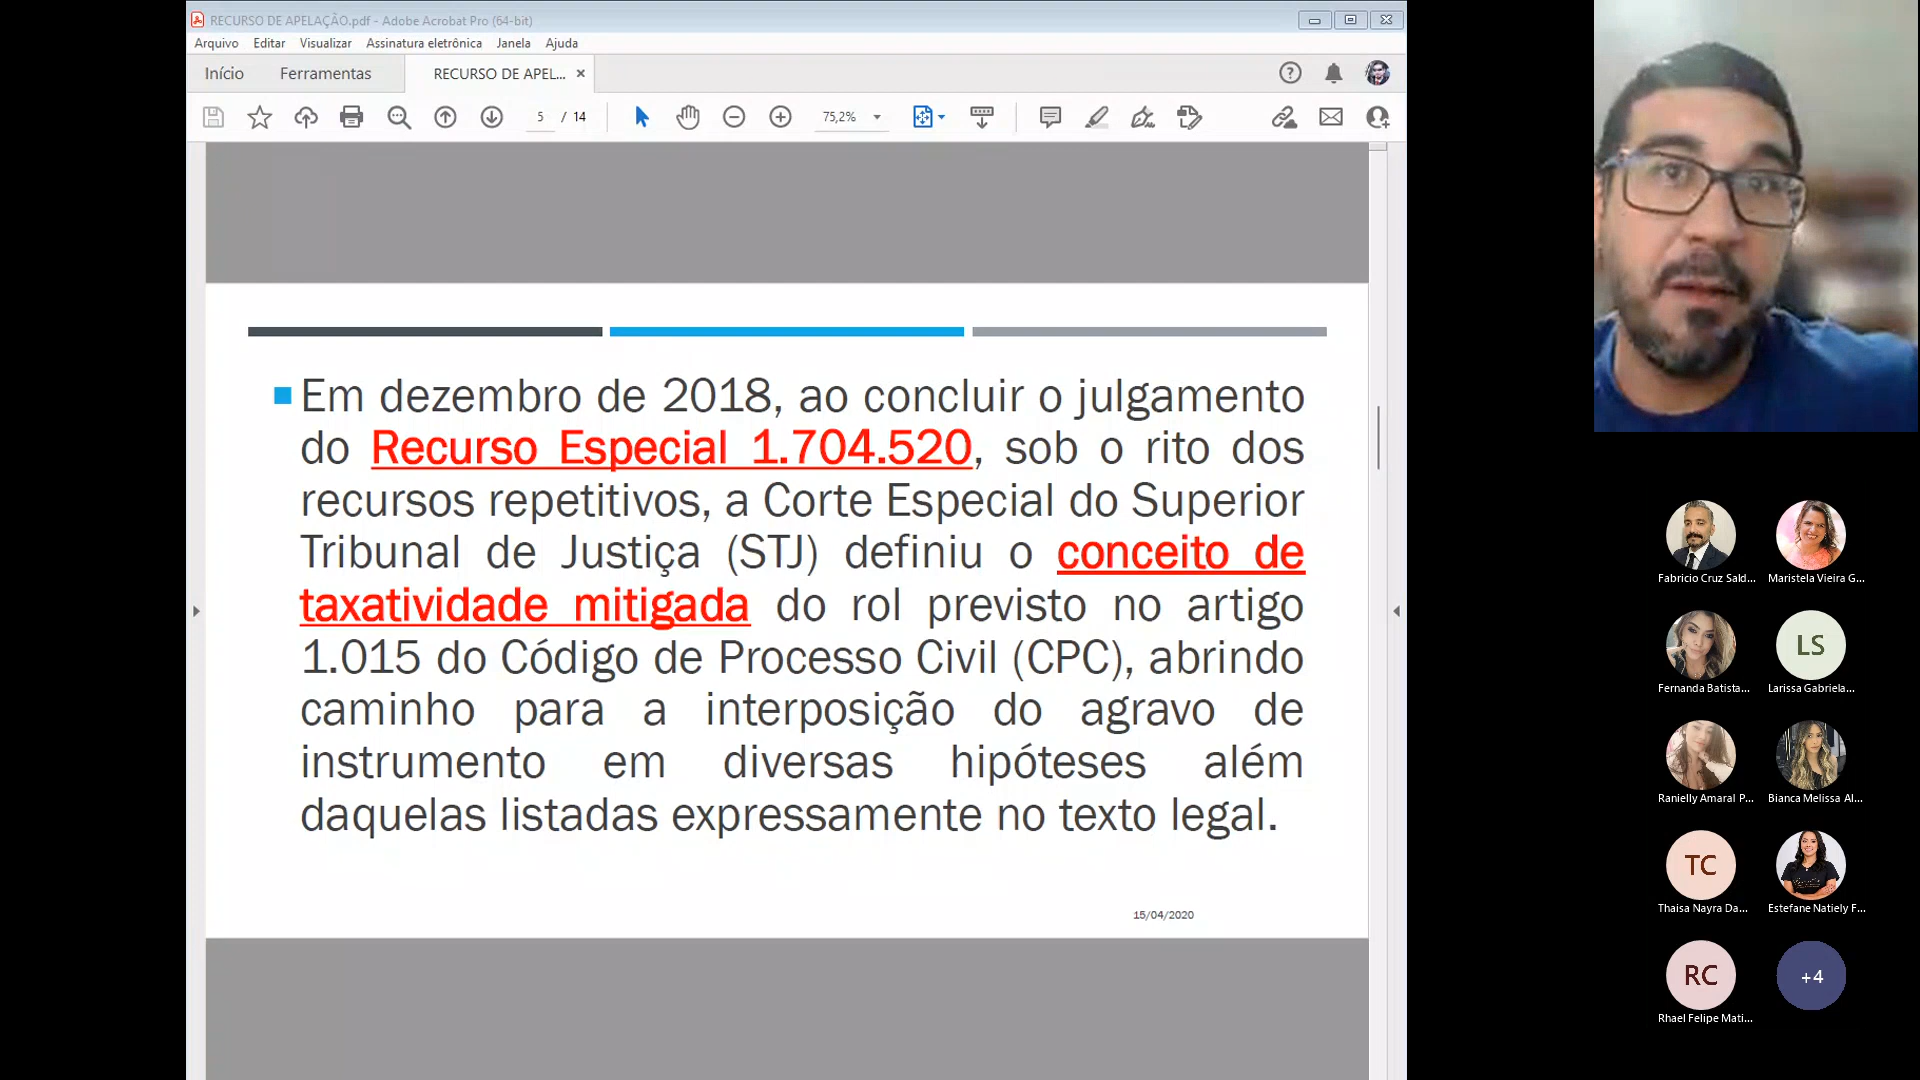 RECURSO DE APELAÇÃO.pdf - Adobe Acrobat Pro (64-bit)
Arquivo Editar Visualizar Assinatura eletrônica Janela Ajuda
Início Ferramentas RECURSO DE APEL... ×
5 / 14 75,2%
Em dezembro de 2018, ao concluir o julgamento
do Recurso Especial 1.704.520, sob o rito dos
recursos repetitivos, a Corte Especial do Superior
Tribunal de Justiça (STJ) definiu o conceito de
taxatividade mitigada do rol previsto no artigo
1.015 do Código de Processo Civil (CPC), abrindo
caminho para a interposição do agravo de
instrumento em diversas hipóteses além
daquelas listadas expressamente no texto legal.
15/04/2020
Fabricio Cruz Sald... Maristela Vieira G...
LS
Fernanda Batista... Larissa Gabriela...
Ranielly Amaral P... Bianca Melissa Al...
TC
Thaisa Nayra Da... Estefane Natiely F...
RC +4
Rhael Felipe Mati...